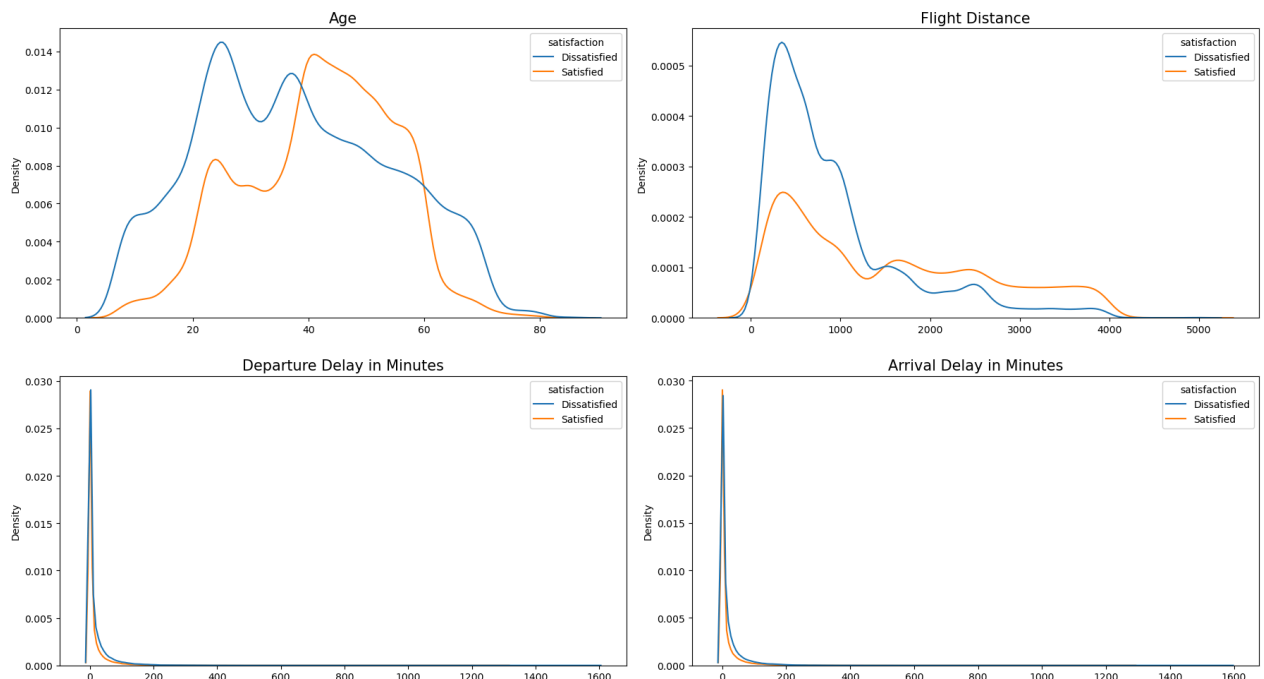 Age
satisfaction
Dissatisfied
Satisfied
Density
0.014
0.012
0.010
0.008
0.006
0.004
0.002
0.000
0 20 40 60 80
Flight Distance
satisfaction
Dissatisfied
Satisfied
Density
0.0005
0.0004
0.0003
0.0002
0.0001
0.0000
0 1000 2000 3000 4000 5000
Departure Delay in Minutes
satisfaction
Dissatisfied
Satisfied
Density
0.030
0.025
0.020
0.015
0.010
0.005
0.000
0 200 400 600 800 1000 1200 1400 1600
Arrival Delay in Minutes
satisfaction
Dissatisfied
Satisfied
Density
0.030
0.025
0.020
0.015
0.010
0.005
0.000
0 200 400 600 800 1000 1200 1400 1600